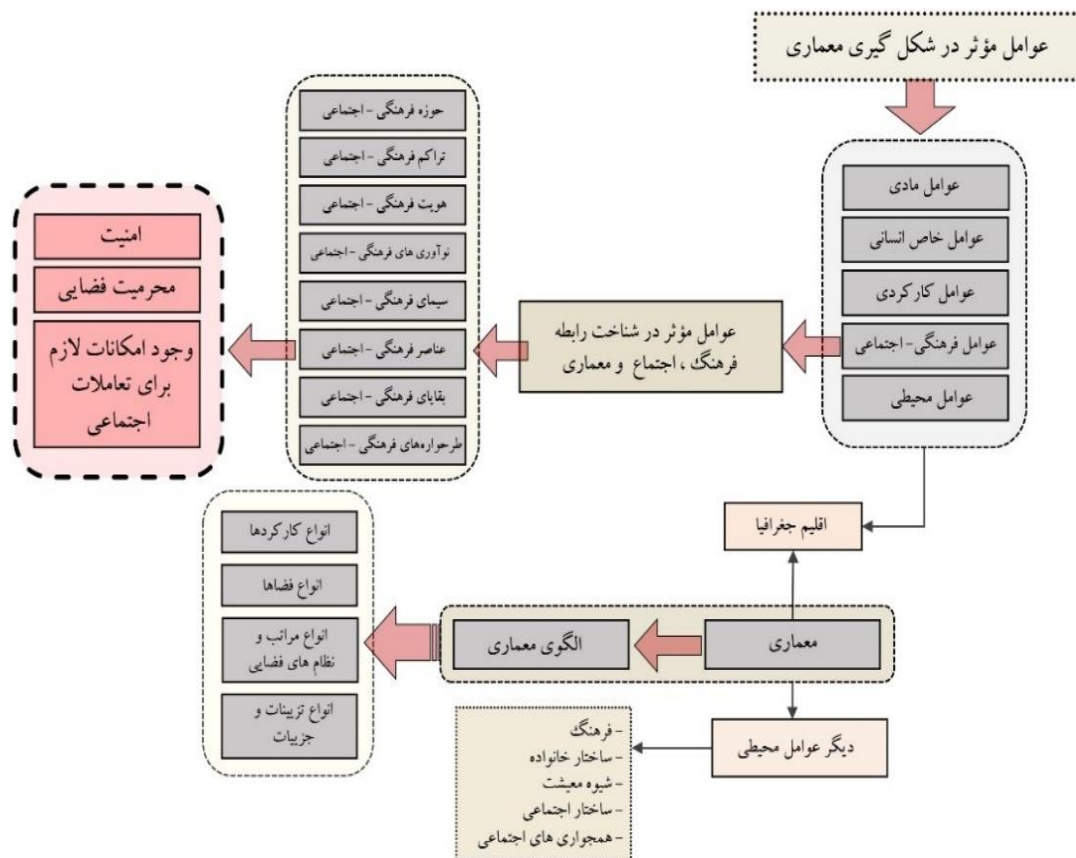 عوامل مؤثر در شکل گیری معماری
عوامل مادی
عوامل خاص انسانی
عوامل کارکردی
عوامل فرهنگی- اجتماعی
عوامل محیطی
عوامل مؤثر در شناخت رابطه
فرهنگ ، اجتماع و معماری
حوزه فرهنگی - اجتماعی
تراکم فرهنگی - اجتماعی
هویت فرهنگی - اجتماعی
نوآوری های فرهنگی - اجتماعی
سیمای فرهنگی - اجتماعی
عناصر فرهنگی - اجتماعی
بقایای فرهنگی - اجتماعی
طرحواره‌های فرهنگی - اجتماعی
امنیت
محرمیت فضایی
وجود امکانات لازم
برای تعاملات
اجتماعی
اقلیم جغرافیا
معماری
الگوی معماری
انواع کارکردها
انواع فضاها
انواع مراتب و
نظام های فضایی
انواع تزیینات و
جزییات
دیگر عوامل محیطی
- فرهنگ
- ساختار خانواده
- شیوه معیشت
- ساختار اجتماعی
- همجواری های اجتماعی